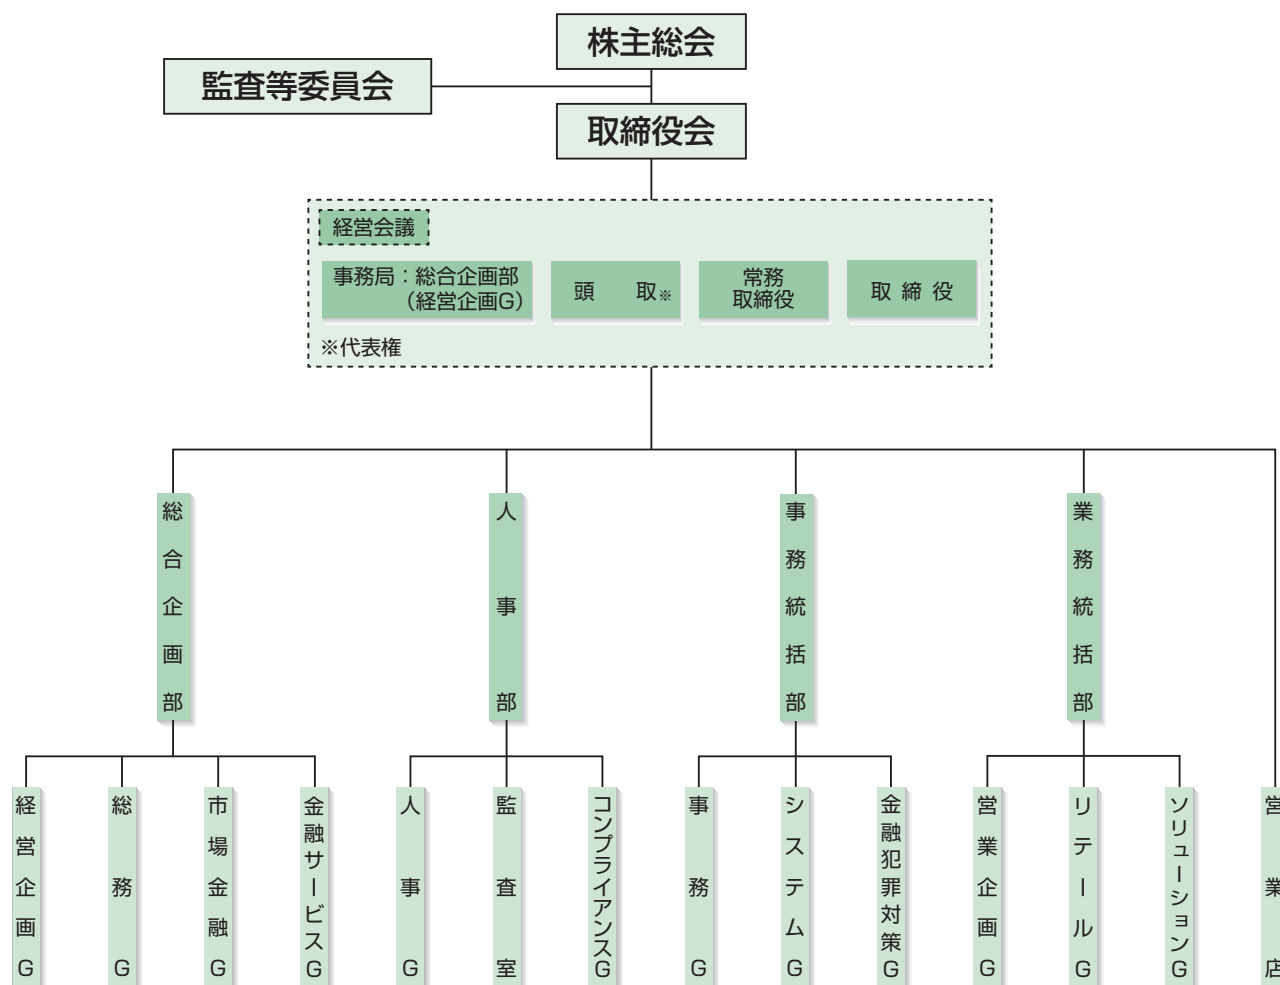 株主総会
監査等委員会
取締役会
経営会議
事務局：総合企画部
（経営企画G）
頭 取※
常務
取締役
取締役
※代表権
総合企画部
人事部
事務統括部
業務統括部
経営企画G
総務G
市場金融G
金融サービスG
人事G
監査室
コンプライアンスG
事務G
システムG
金融犯罪対策G
営業企画G
リテールG
ソリューションG
営業店